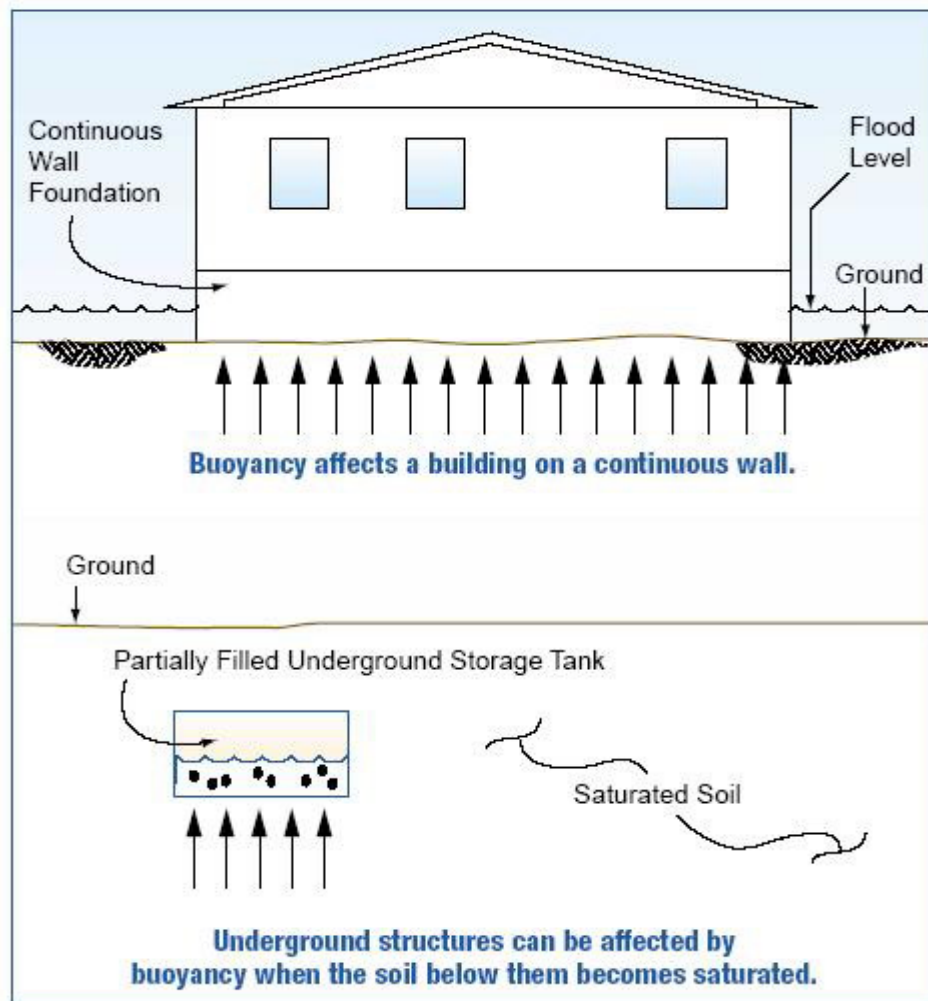 Continuous
Wall
Foundation
Flood
Level
Ground
Buoyancy affects a building on a continuous wall.
Ground
Partially Filled Underground Storage Tank
Saturated Soil
Underground structures can be affected by
buoyancy when the soil below them becomes saturated.